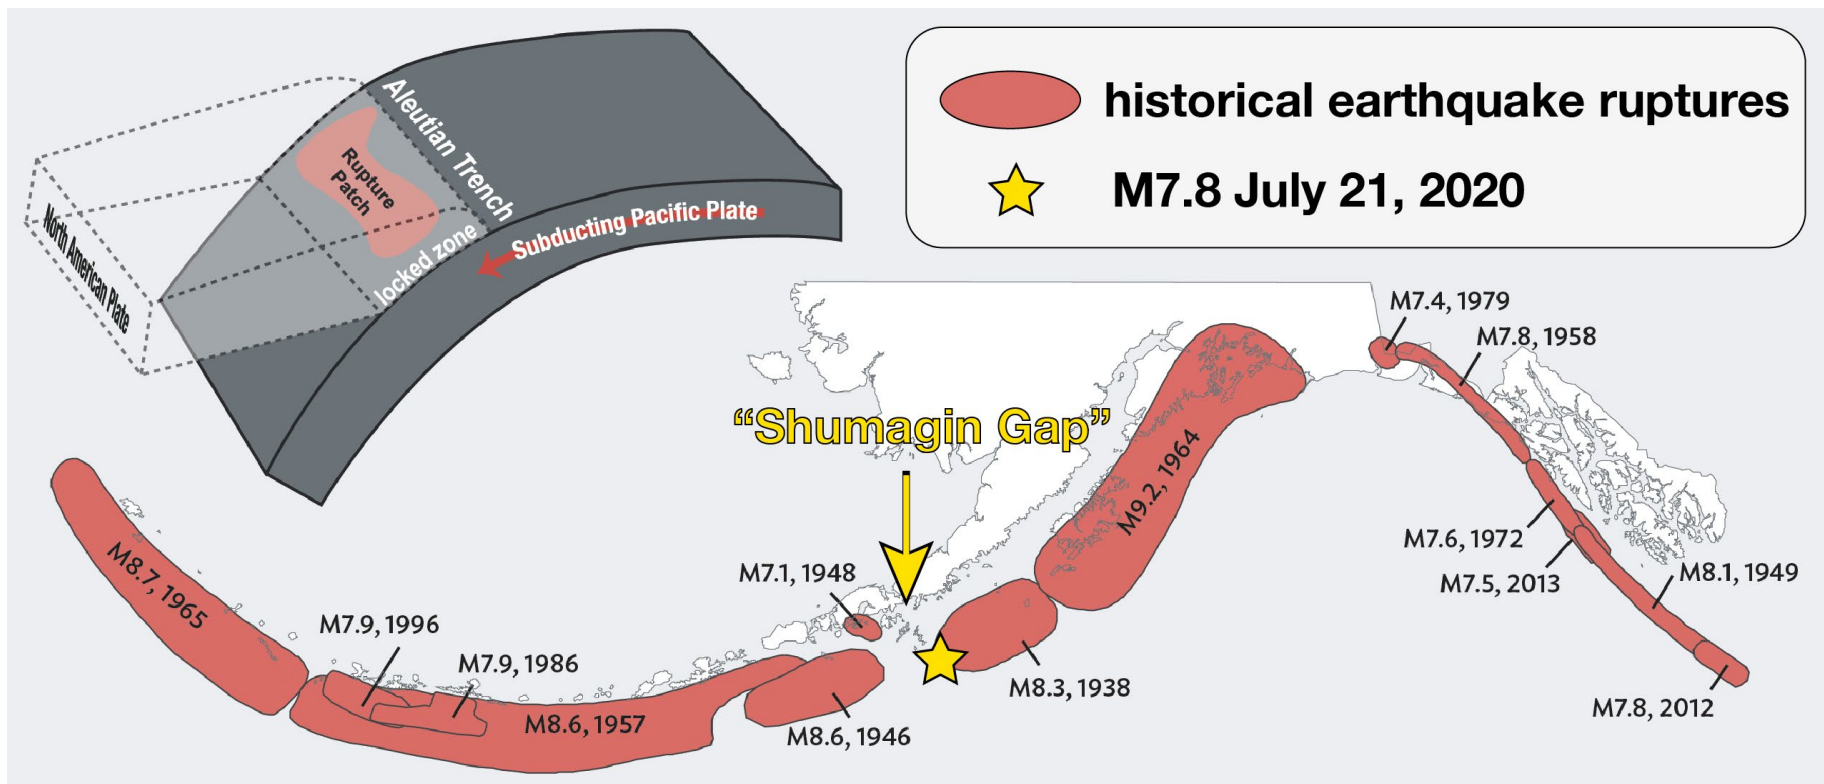 historical earthquake ruptures
M7.8 July 21, 2020
Aleutian Trench
Rupture
Patch
Subducting Pacific Plate
locked zone
North American Plate
“Shumagin Gap”
M7.4, 1979
M7.8, 1958
M9.2, 1964
M7.6, 1972
M7.5, 2013
M8.1, 1949
M7.8, 2012
M7.1, 1948
M8.3, 1938
M8.6, 1946
M8.7, 1965
M7.9, 1996
M7.9, 1986
M8.6, 1957